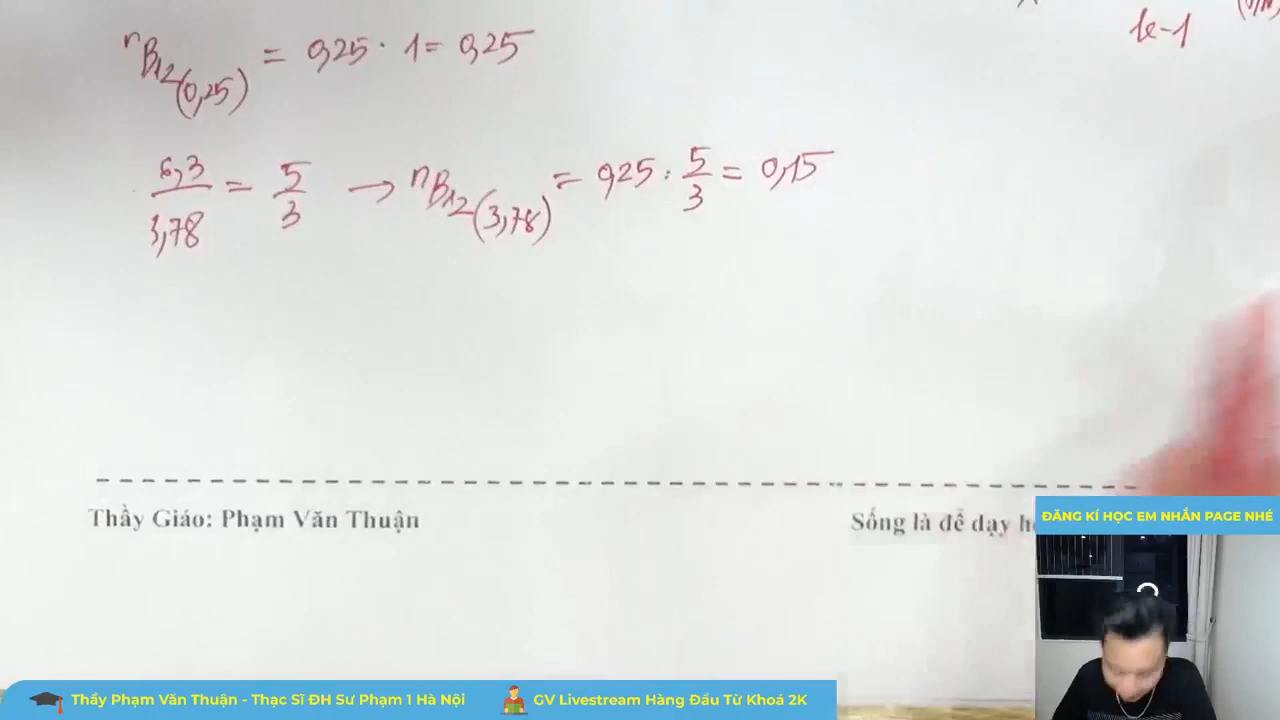 nBr2(0,25) = 0,25 . 1 = 0,25
k-1
6,3/3,78 = 5/3 → nBr2(3,78) = 0,25 : 5/3 = 0,15
Thầy Giáo: Phạm Văn Thuận
Sống là để dạy
ĐĂNG KÍ HỌC EM NHẮN PAGE NHÉ
Thầy Phạm Văn Thuận - Thạc Sĩ ĐH Sư Phạm 1 Hà Nội
GV Livestream Hàng Đầu Từ Khoá 2K